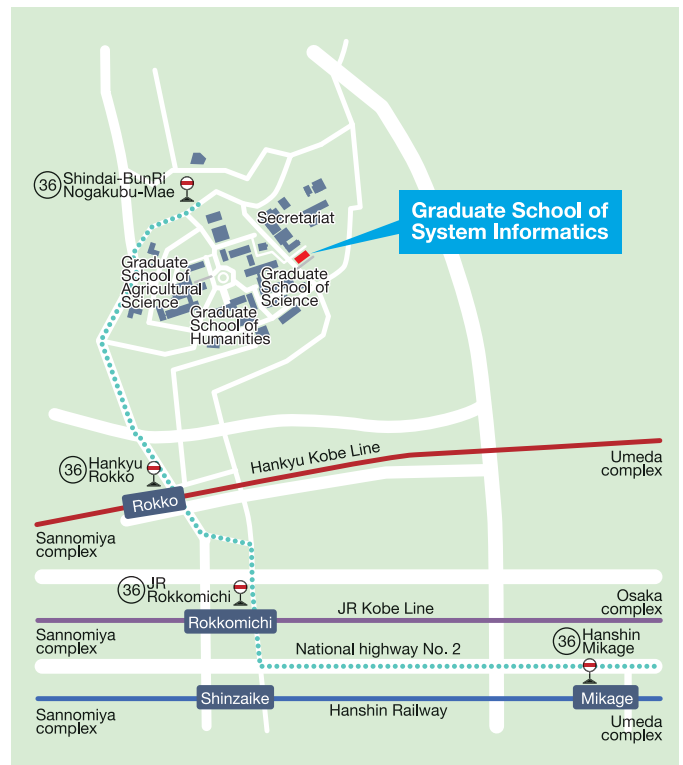 36
Shindai-BunRi
Nogakubu-Mae
Secretariat
Graduate School of
System Informatics
Graduate
School of
Agricultural
Science
Graduate
School of
Science
Graduate
School of
Humanities
36
Hankyu
Rokko
Hankyu Kobe Line
Umeda
complex
Rokko
Sannomiya
complex
36
JR
Rokkomichi
JR Kobe Line
Osaka
complex
Rokkomichi
Sannomiya
complex
36
Hanshin
Mikage
National highway No. 2
Shinzaike
Mikage
Hanshin Railway
Sannomiya
complex
Umeda
complex